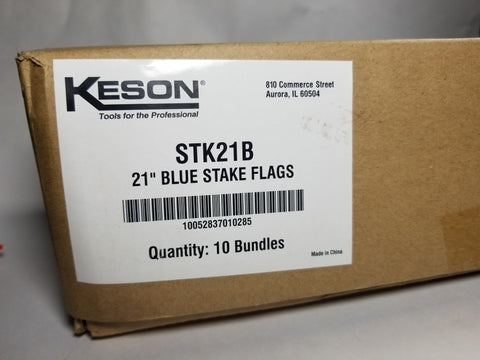 KESON®
Tools for the Professional
810 Commerce Street
Aurora, IL 60504
STK21B
21" BLUE STAKE FLAGS
10052837010285
Quantity: 10 Bundles
Made in China